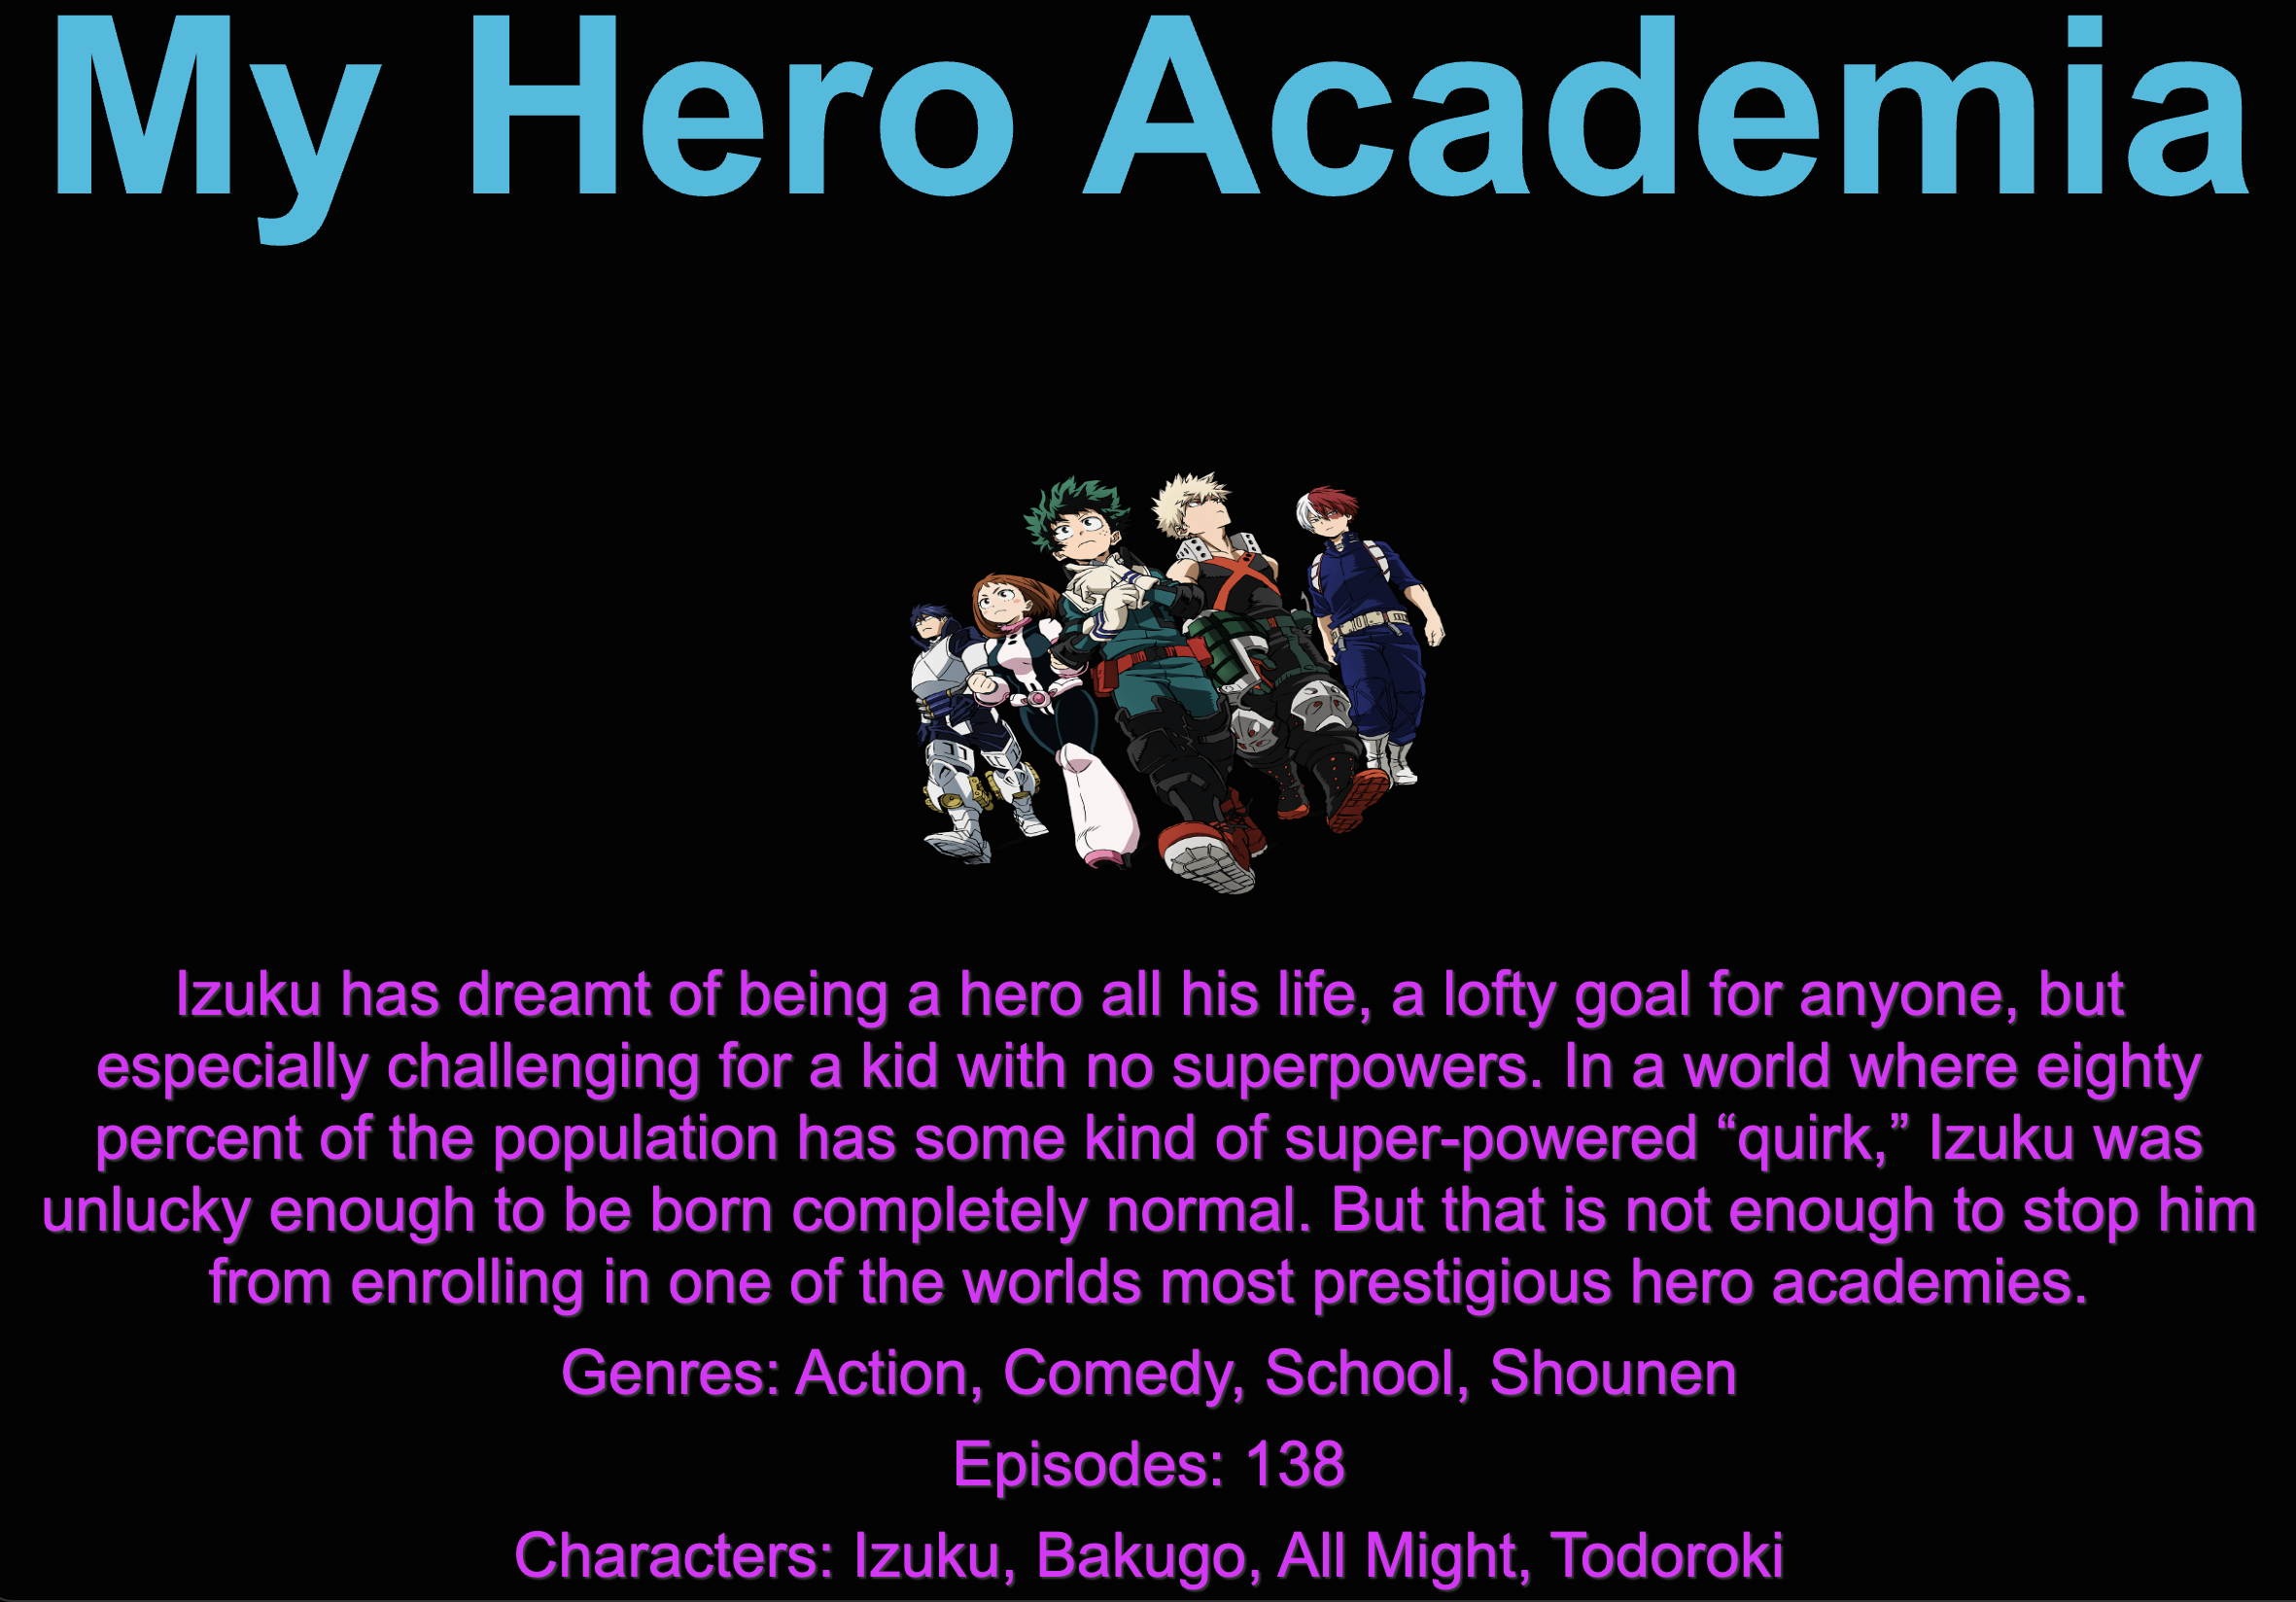 My Hero Academia
Izuku has dreamt of being a hero all his life, a lofty goal for anyone, but
especially challenging for a kid with no superpowers. In a world where eighty
percent of the population has some kind of super-powered “quirk,” Izuku was
unlucky enough to be born completely normal. But that is not enough to stop him
from enrolling in one of the worlds most prestigious hero academies.
Genres: Action, Comedy, School, Shounen
Episodes: 138
Characters: Izuku, Bakugo, All Might, Todoroki